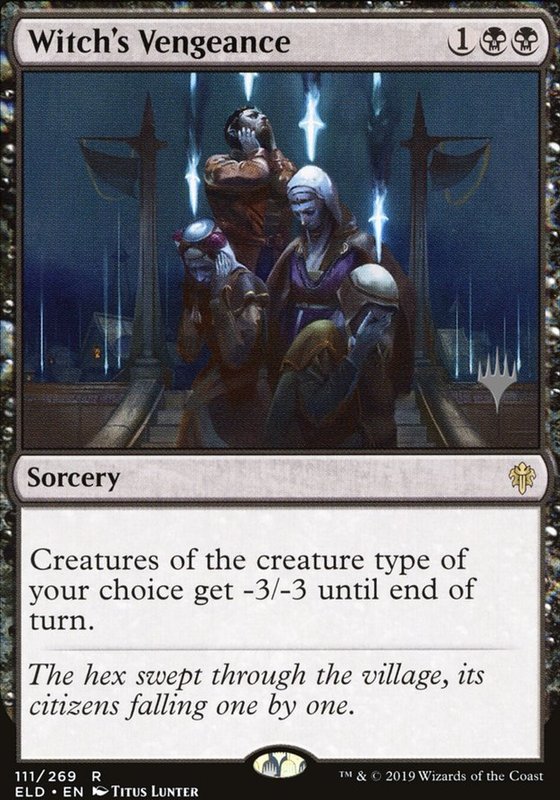 Witch's Vengeance 1
Sorcery
Creatures of the creature type of
your choice get -3/-3 until end of
turn.
The hex swept through the village, its
citizens falling one by one.
111/269 R
ELD • EN Titus Lunter
™ & © 2019 Wizards of the Coast